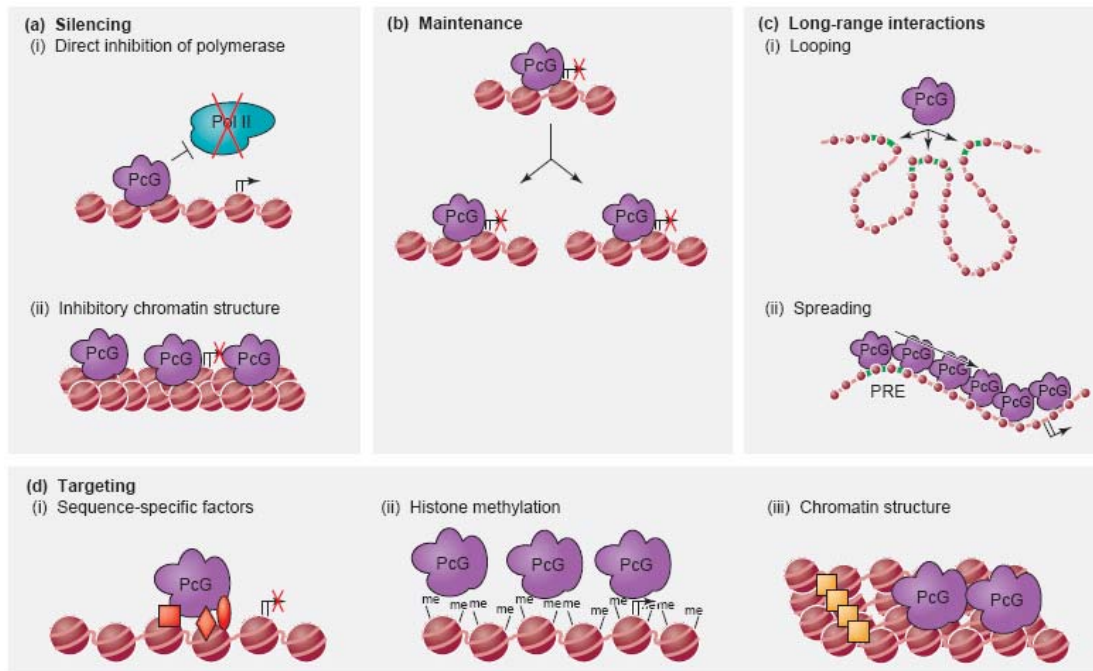 (a) Silencing
(i) Direct inhibition of polymerase
Pol II
PcG
(ii) Inhibitory chromatin structure
PcG PcG PcG
(b) Maintenance
PcG
PcG PcG
(c) Long-range interactions
(i) Looping
PcG
(ii) Spreading
PcG PcG PcG PcG PcG PcG
PRE
(d) Targeting
(i) Sequence-specific factors
PcG
(ii) Histone methylation
PcG PcG PcG
me me me me me me me me me me me
(iii) Chromatin structure
PcG PcG